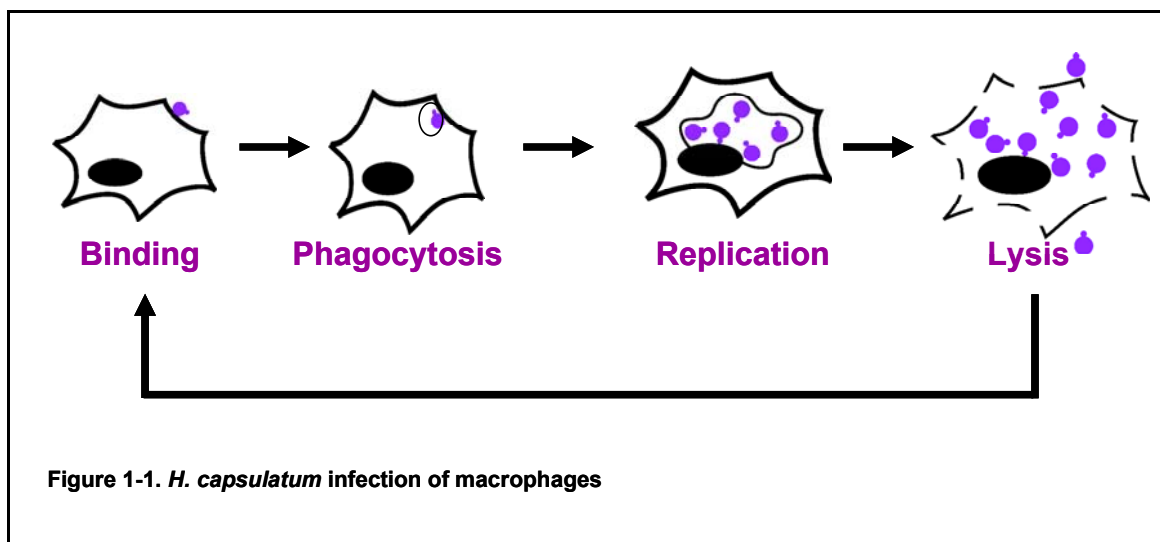 Binding Phagocytosis Replication Lysis
Figure 1-1. H. capsulatum infection of macrophages